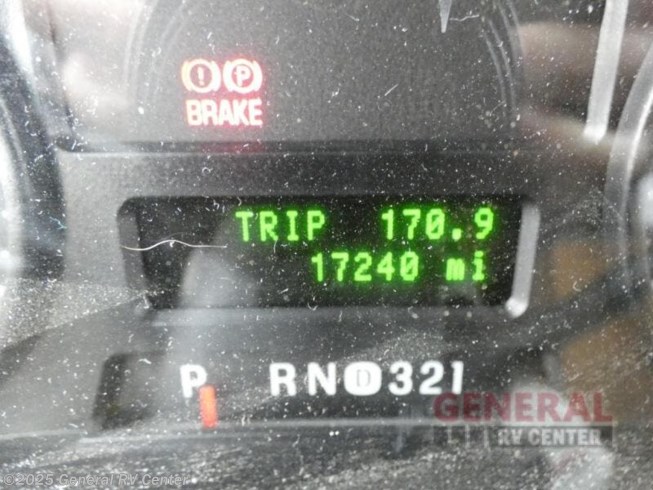 ! P
BRAKE
TRIP 170.9
17240 mi
P RND321
GENERAL
RV CENTER
©2025 General RV Center